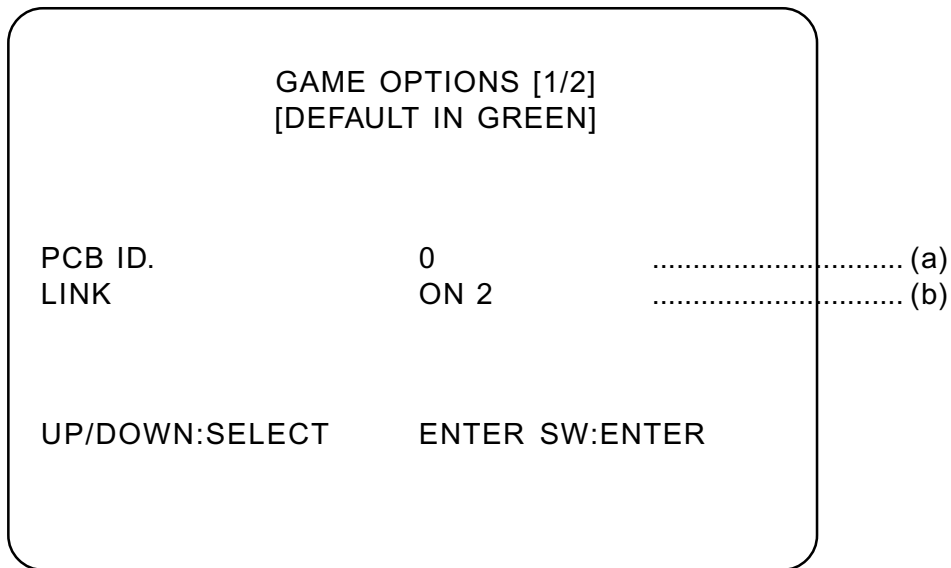 GAME OPTIONS [1/2]
[DEFAULT IN GREEN]
PCB ID. 0 ............................... (a)
LINK ON 2 ............................... (b)
UP/DOWN:SELECT ENTER SW:ENTER